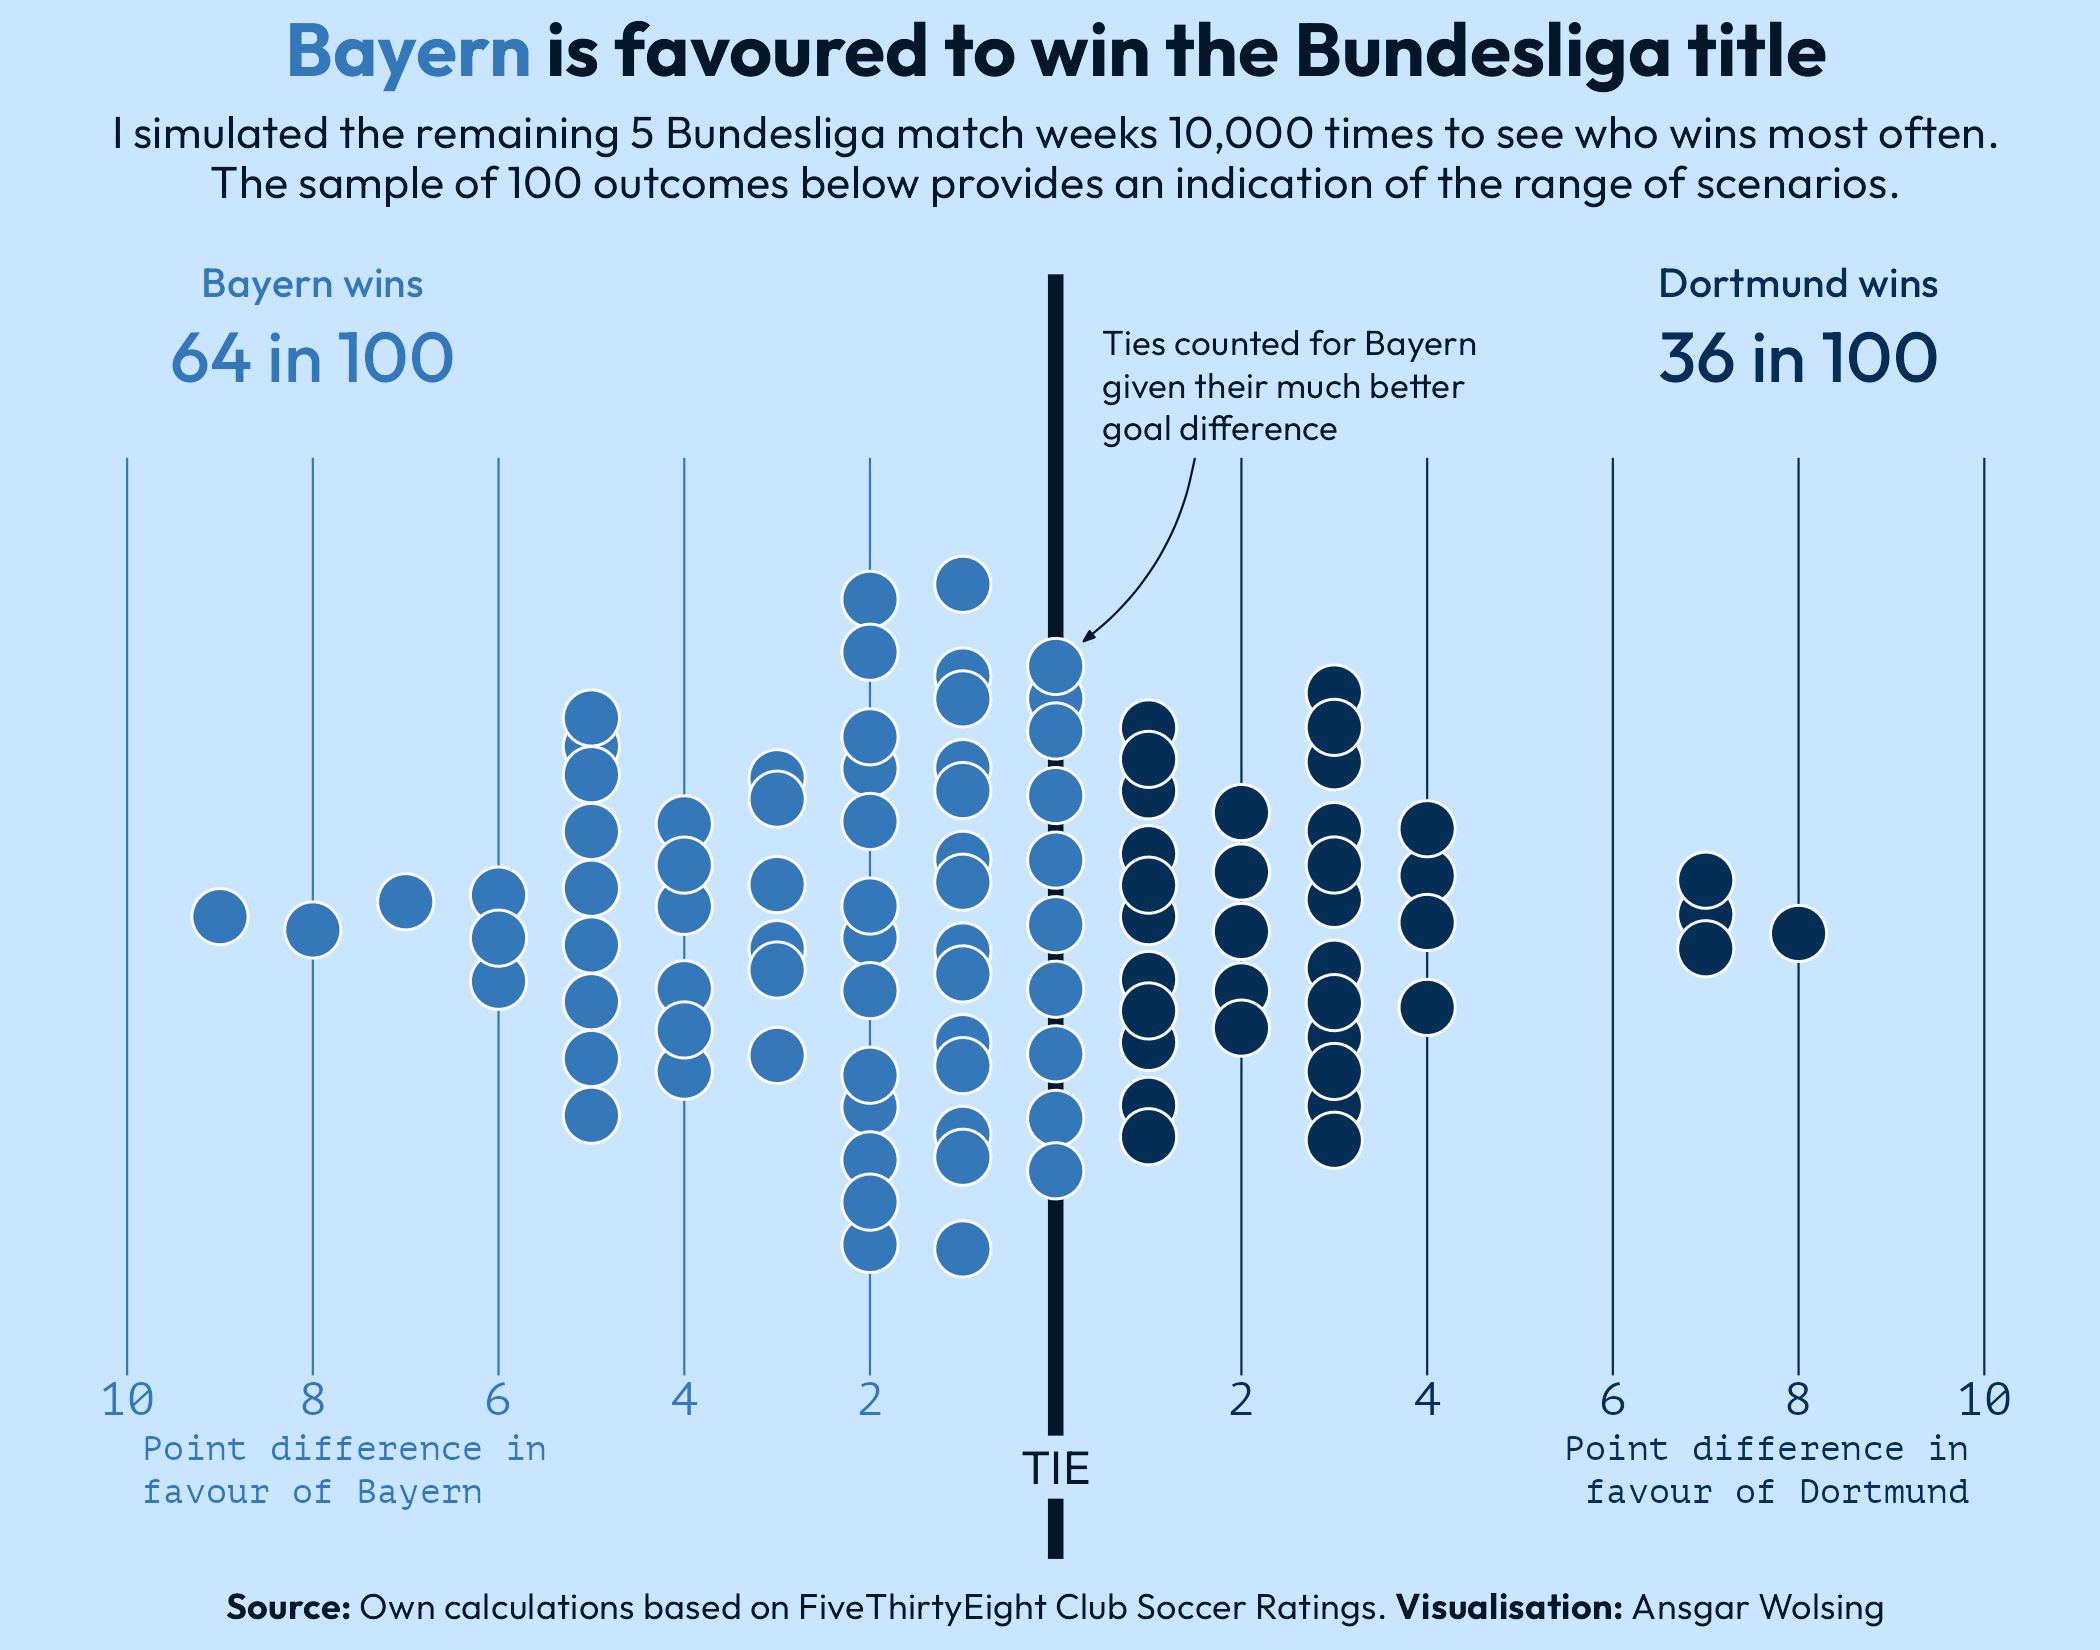 Bayern is favoured to win the Bundesliga title
I simulated the remaining 5 Bundesliga match weeks 10,000 times to see who wins most often.
The sample of 100 outcomes below provides an indication of the range of scenarios.
Bayern wins
64 in 100
Dortmund wins
36 in 100
Ties counted for Bayern
given their much better
goal difference
10 8 6 4 2 2 4 6 8 10
Point difference in
favour of Bayern
TIE
Point difference in
favour of Dortmund
Source: Own calculations based on FiveThirtyEight Club Soccer Ratings. Visualisation: Ansgar Wolsing